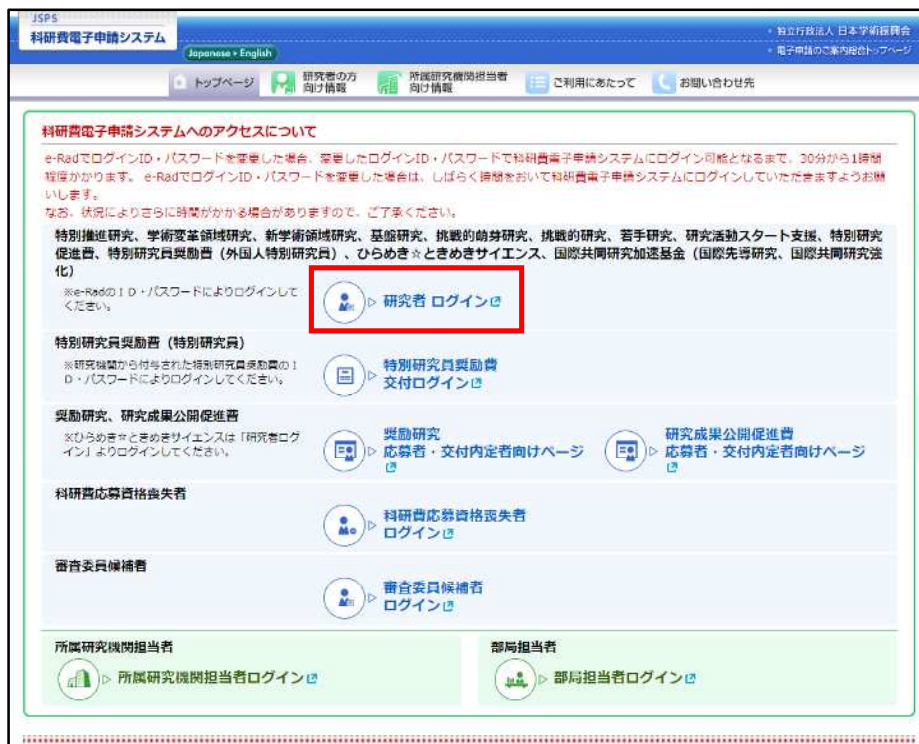 JSPS
科研費電子申請システム
Japanese • English
独立行政法人 日本学術振興会
電子申請のご案内総合トップページ
トップページ
研究者の方
向け情報
所属研究機関担当者
向け情報
ご利用にあたって
お問い合わせ先
科研費電子申請システムへのアクセスについて
e-RadでログインID・パスワードを変更した場合、変更したログインID・パスワードで科研費電子申請システムにログイン可能となるまで、30分から1時間
程度かかります。 e-RadでログインID・パスワードを変更した場合は、しばらく時間をおいて科研費電子申請システムにログインしていただきますようお願
いします。
なお、状況によりさらに時間がかかる場合がありますので、ご了承ください。
特別推進研究、学術変革領域研究、新学術領域研究、基盤研究、挑戦的萌芽研究、挑戦的研究、若手研究、研究活動スタート支援、特別研究
促進費、特別研究員奨励費（外国人特別研究員）、ひらめき☆ときめきサイエンス、国際共同研究加速基金（国際先導研究、国際共同研究強
化）
※e-RadのID・パスワードによりログインして
ください。
研究者 ログイン
特別研究員奨励費（特別研究員）
※研究機関から付与された特別研究員奨励費のI
D・パスワードによりログインしてください。
特別研究員奨励費
交付ログイン
奨励研究、研究成果公開促進費
※ひらめき☆ときめきサイエンスは「研究者ログ
イン」よりログインしてください。
奨励研究
応募者・交付内定者向けページ
研究成果公開促進費
応募者・交付内定者向けページ
科研費応募資格喪失者
科研費応募資格喪失者
ログイン
審査委員候補者
審査委員候補者
ログイン
所属研究機関担当者
所属研究機関担当者ログイン
部局担当者
部局担当者ログイン